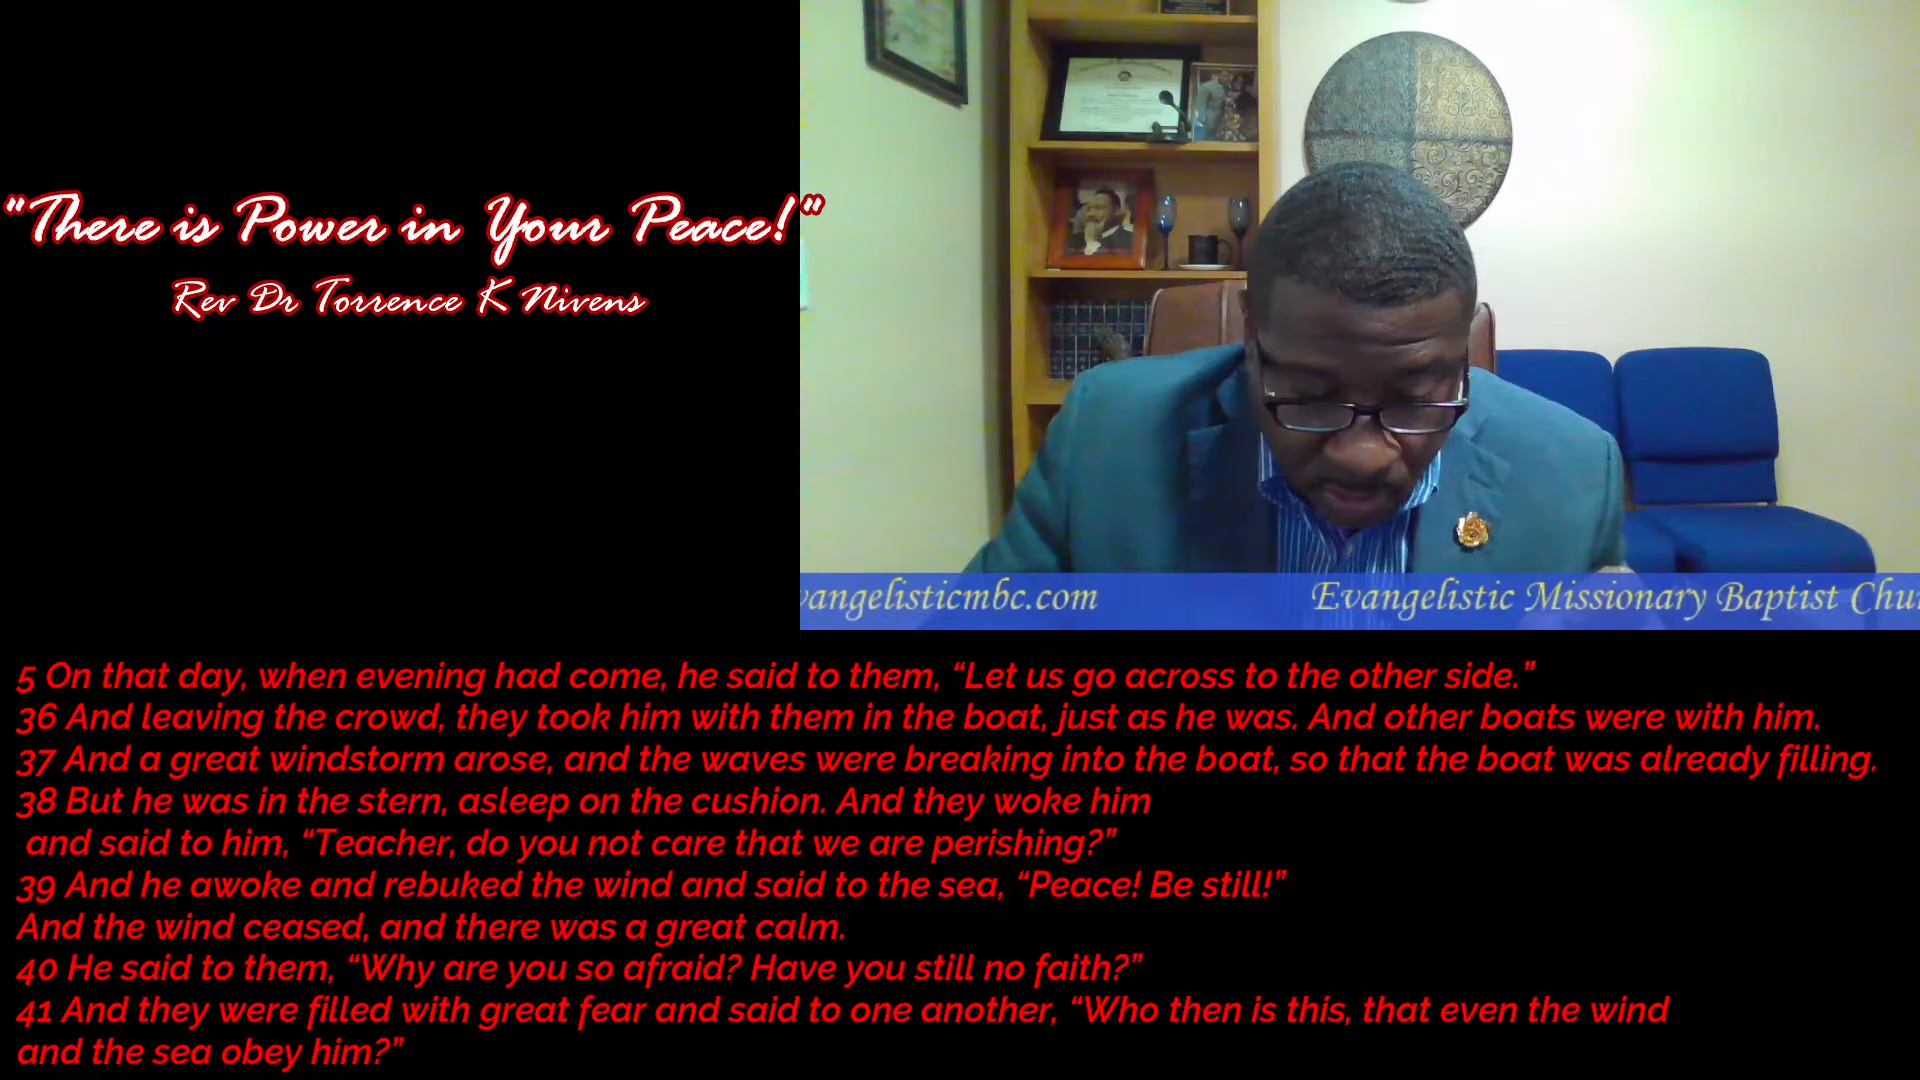 “There is Power in Your Peace!“
Rev Dr Torrence K Nivens
vangelisticmbc.com
Evangelistic Missionary Baptist Chu
5 On that day, when evening had come, he said to them, “Let us go across to the other side.”
36 And leaving the crowd, they took him with them in the boat, just as he was. And other boats were with him.
37 And a great windstorm arose, and the waves were breaking into the boat, so that the boat was already filling.
38 But he was in the stern, asleep on the cushion. And they woke him
and said to him, “Teacher, do you not care that we are perishing?”
39 And he awoke and rebuked the wind and said to the sea, “Peace! Be still!”
And the wind ceased, and there was a great calm.
40 He said to them, “Why are you so afraid? Have you still no faith?”
41 And they were filled with great fear and said to one another, “Who then is this, that even the wind
and the sea obey him?”